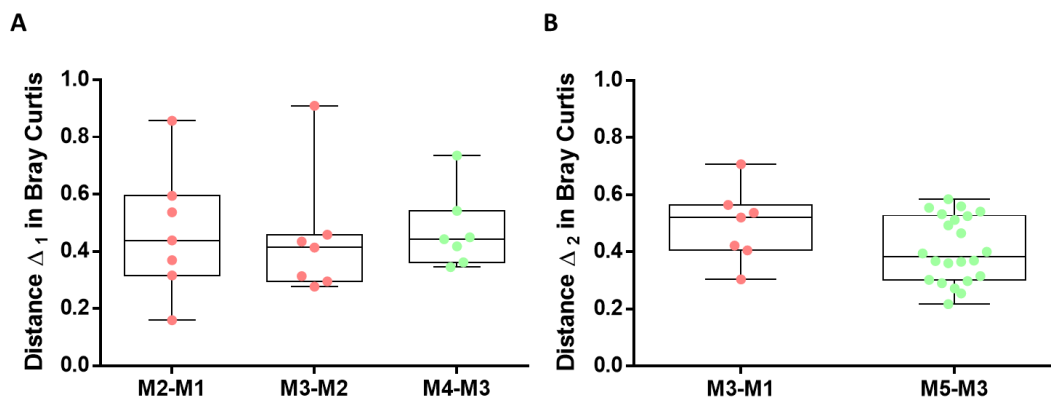 A
Distance Δ1 in Bray Curtis
1.0
0.8
0.6
0.4
0.2
0.0
M2-M1 M3-M2 M4-M3
B
Distance Δ2 in Bray Curtis
1.0
0.8
0.6
0.4
0.2
0.0
M3-M1 M5-M3